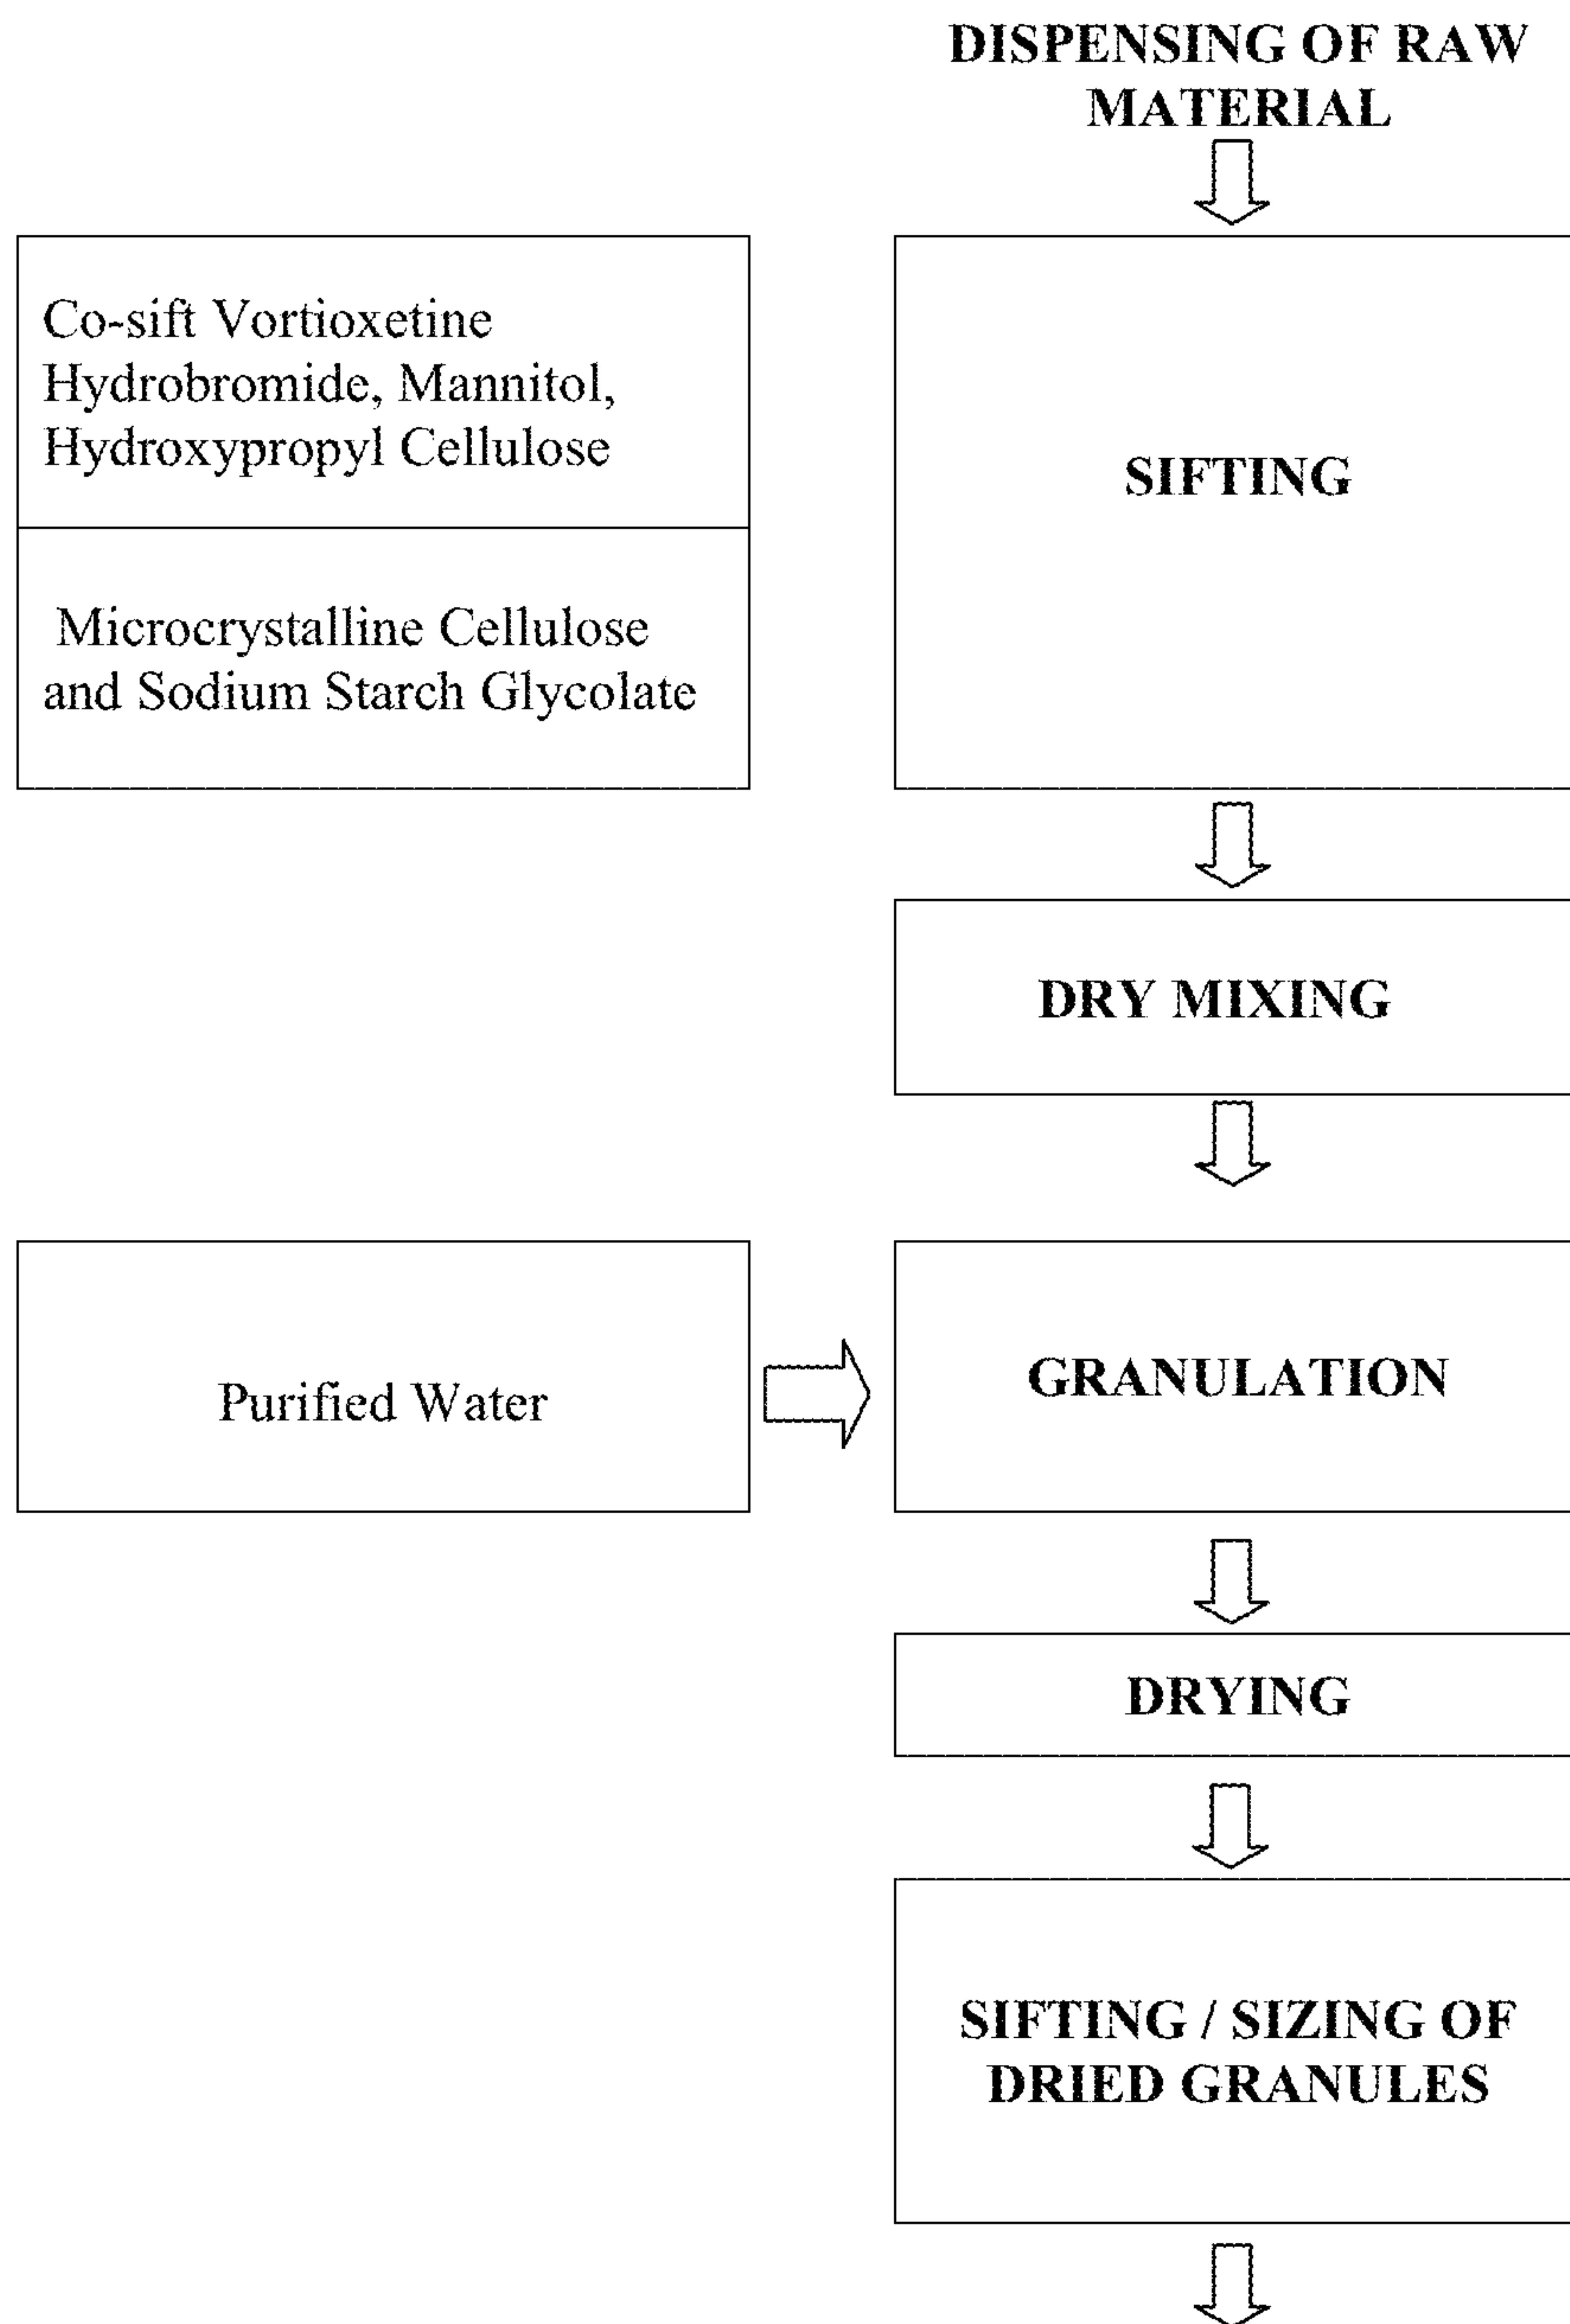 DISPENSING OF RAW
MATERIAL
Co-sift Vortioxetine
Hydrobromide, Mannitol,
Hydroxypropyl Cellulose
SIFTING
Microcrystalline Cellulose
and Sodium Starch Glycolate
DRY MIXING
Purified Water
GRANULATION
DRYING
SIFTING / SIZING OF
DRIED GRANULES